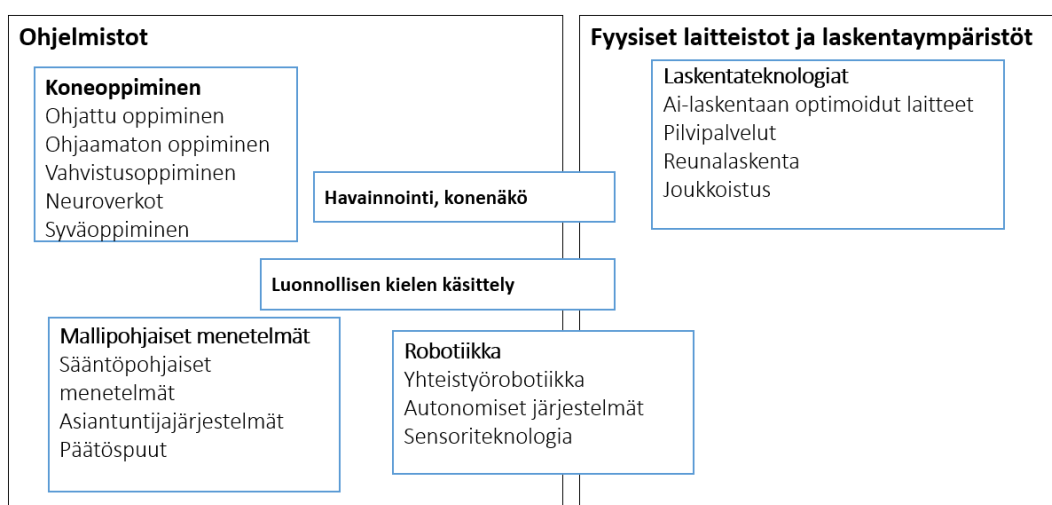 Ohjelmistot
Koneoppiminen
Ohjattu oppiminen
Ohjaamaton oppiminen
Vahvistusoppiminen
Neuroverkot
Syväoppiminen
Havainnointi, konenäkö
Luonnollisen kielen käsittely
Mallipohjaiset menetelmät
Sääntöpohjaiset
menetelmät
Asiantuntijajärjestelmät
Päätöspuut
Robotiikka
Yhteistyörobotiikka
Autonomiset järjestelmät
Sensoriteknologia
Fyysiset laitteistot ja laskentaympäristöt
Laskentateknologiat
Ai-laskentaan optimoidut laitteet
Pilvipalvelut
Reunalaskenta
Joukkoistus